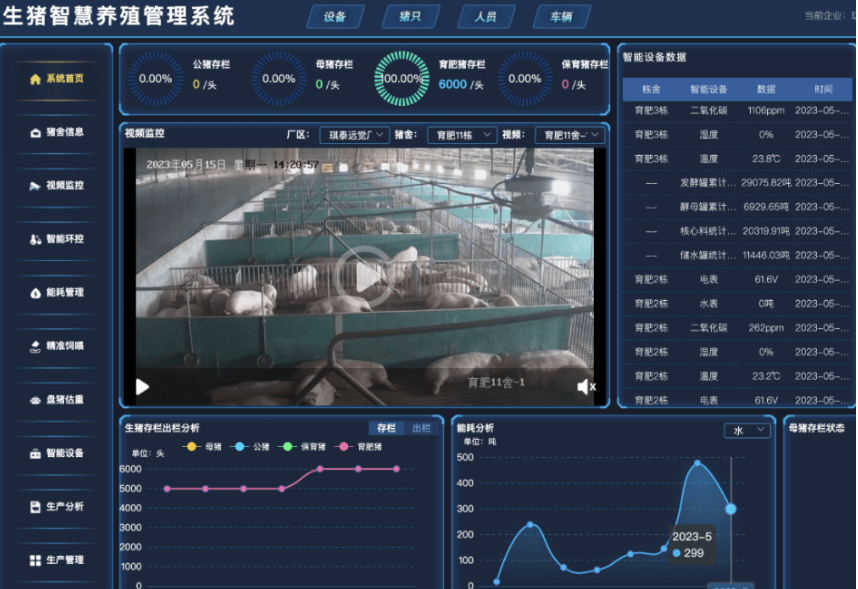 生猪智慧养殖管理系统
设备
猪只
人员
车辆
当前企业：
系统首页
猪舍信息
视频监控
智能环控
能耗管理
精准饲喂
盘猪估重
智能设备
生产分析
生产管理
0.00%
公猪存栏
0 /头
0.00%
母猪存栏
0 /头
100.00%
育肥猪存栏
6000 /头
0.00%
保育猪存栏
0 /头
视频监控
厂区： 琪泰远觉厂
猪舍： 育肥11栋
视频： 育肥11舍-
2023年05月15日 星期一 14:20:57
育肥11舍-1
智能设备数据
栋舍 智能设备 数据 时间
育肥3栋 二氧化碳 1106ppm 2023-05-...
育肥3栋 湿度 0% 2023-05-...
育肥3栋 温度 23.8℃ 2023-05-...
-- 发酵罐累计... 29075.82吨 2023-05-...
-- 酵母罐累计... 6929.65吨 2023-05-...
-- 核心料统计... 20319.91吨 2023-05-...
-- 储水罐统计... 11446.03吨 2023-05-...
育肥2栋 电表 61.6V 2023-05-...
育肥2栋 水表 0吨 2023-05-...
育肥2栋 二氧化碳 262ppm 2023-05-...
育肥2栋 湿度 0% 2023-05-...
育肥2栋 温度 23.2℃ 2023-05-...
育肥2栋 电表 61.6V 2023-05-...
生猪存栏出栏分析
存栏 出栏
单位：头
母猪 公猪 保育猪 育肥猪
6000
5000
4000
3000
2000
1000
0
能耗分析
水
单位：吨
500
400
300
200
100
0
2023-5
299
母猪存栏状态